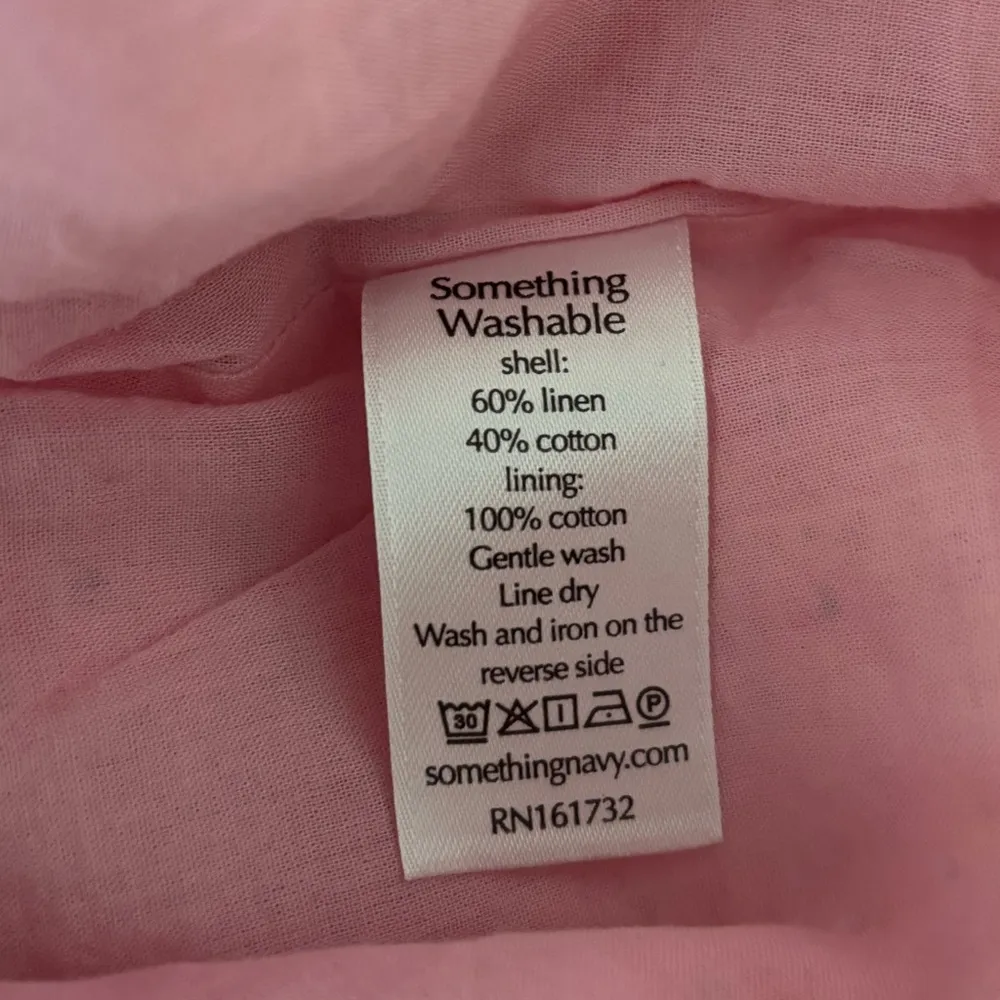 Something
Washable
shell:
60% linen
40% cotton
lining:
100% cotton
Gentle wash
Line dry
Wash and iron on the
reverse side
30 P
somethingnavy.com
RN161732